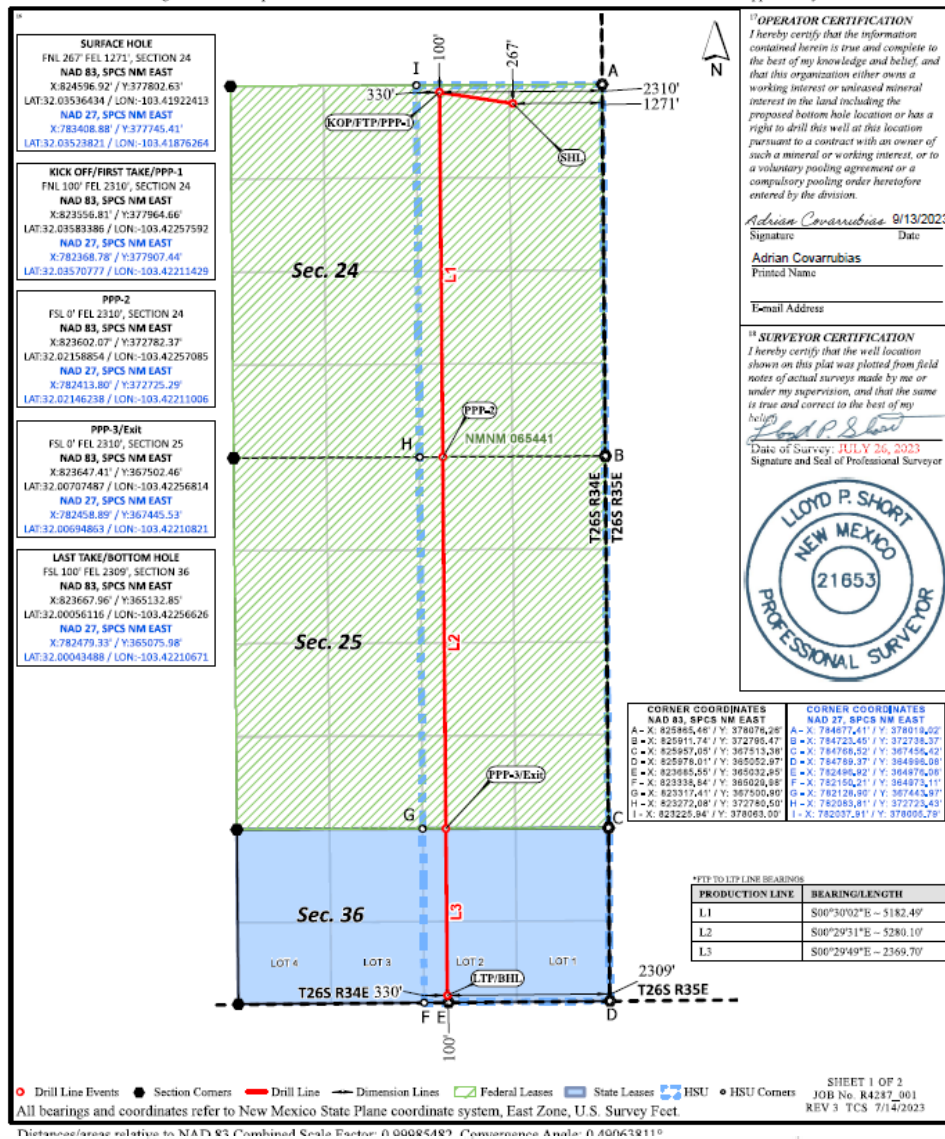 16
SURFACE HOLE
FNL 267' FEL 1271', SECTION 24
NAD 83, SPCS NM EAST
X:824596.92' / Y:377802.63'
LAT:32.03536434 / LON:-103.41922413
NAD 27, SPCS NM EAST
X:783408.88' / Y:377745.41'
LAT:32.03523821 / LON:-103.41876264
KICK OFF/FIRST TAKE/PPP-1
FNL 100' FEL 2310', SECTION 24
NAD 83, SPCS NM EAST
X:823556.81' / Y:377964.66'
LAT:32.03583386 / LON:-103.42257592
NAD 27, SPCS NM EAST
X:782368.78' / Y:377907.44'
LAT:32.03570777 / LON:-103.42211429
PPP-2
FSL 0' FEL 2310', SECTION 24
NAD 83, SPCS NM EAST
X:823602.07' / Y:372782.37'
LAT:32.02158854 / LON:-103.42257085
NAD 27, SPCS NM EAST
X:782413.80' / Y:372725.29'
LAT:32.02146238 / LON:-103.42211006
PPP-3/Exit
FSL 0' FEL 2310', SECTION 25
NAD 83, SPCS NM EAST
X:823647.41' / Y:367502.46'
LAT:32.00707487 / LON:-103.42256814
NAD 27, SPCS NM EAST
X:782458.89' / Y:367445.53'
LAT:32.00694863 / LON:-103.42210821
LAST TAKE/BOTTOM HOLE
FSL 100' FEL 2309', SECTION 36
NAD 83, SPCS NM EAST
X:823667.96' / Y:365132.85'
LAT:32.00056116 / LON:-103.42256626
NAD 27, SPCS NM EAST
X:782479.33' / Y:365075.98'
LAT:32.00043488 / LON:-103.42210671
N
100'
267'
I
A
330'
2310'
1271'
KOP/FTP/PPP-1
SHL
Sec. 24
L1
PPP-2
NMNM 065441
H
B
T26S R34E
T26S R35E
Sec. 25
L2
PPP-3/Exit
G
C
Sec. 36
L3
LOT 4
LOT 3
LOT 2
LOT 1
LTP/BHL
2309'
T26S R34E
330'
T26S R35E
F
E
D
100'
17 OPERATOR CERTIFICATION
I hereby certify that the information
contained herein is true and complete to
the best of my knowledge and belief, and
that this organization either owns a
working interest or unleased mineral
interest in the land including the
proposed bottom hole location or has a
right to drill this well at this location
pursuant to a contract with an owner of
such a mineral or working interest, or to
a voluntary pooling agreement or a
compulsory pooling order heretofore
entered by the division.
Adrian Covarrubias 9/13/2023
Signature Date
Adrian Covarrubias
Printed Name
E-mail Address
18 SURVEYOR CERTIFICATION
I hereby certify that the well location
shown on this plat was plotted from field
notes of actual surveys made by me or
under my supervision, and that the same
is true and correct to the best of my
belief.
Lloyd P. Short
Date of Survey: JULY 26, 2023
Signature and Seal of Professional Surveyor
LLOYD P. SHORT
NEW MEXICO
21653
PROFESSIONAL SURVEYOR
CORNER COORDINATES
NAD 83, SPCS NM EAST
A - X: 825865.46' / Y: 378076.26'
B - X: 825911.74' / Y: 372795.47'
C - X: 825957.05' / Y: 367513.36'
D - X: 825978.01' / Y: 365052.97'
E - X: 823685.55' / Y: 365032.95'
F - X: 823338.84' / Y: 365029.98'
G - X: 823317.41' / Y: 367500.90'
H - X: 823272.08' / Y: 372780.50'
I - X: 823225.94' / Y: 378063.00'
CORNER COORDINATES
NAD 27, SPCS NM EAST
A - X: 784677.41' / Y: 378019.02'
B - X: 784723.45' / Y: 372738.37'
C - X: 784768.52' / Y: 367456.42'
D - X: 784789.37' / Y: 364996.08'
E - X: 782496.92' / Y: 364976.06'
F - X: 782150.21' / Y: 364973.11'
G - X: 782128.90' / Y: 367443.97'
H - X: 782083.81' / Y: 372723.43'
I - X: 782037.91' / Y: 378005.79'
*FTP TO LTP LINE BEARINGS
PRODUCTION LINE BEARING/LENGTH
L1 S00°30'02"E ~ 5182.49'
L2 S00°29'31"E ~ 5280.10'
L3 S00°29'49"E ~ 2369.70'
Drill Line Events Section Corners Drill Line Dimension Lines Federal Leases State Leases HSU HSU Corners
All bearings and coordinates refer to New Mexico State Plane coordinate system, East Zone, U.S. Survey Feet.
SHEET 1 OF 2
JOB No. R4287_001
REV 3 TCS 7/14/2023
Distances/areas relative to NAD 83 Combined Scale Factor: 0.99985482 Convergence Angle: 0.49063811°